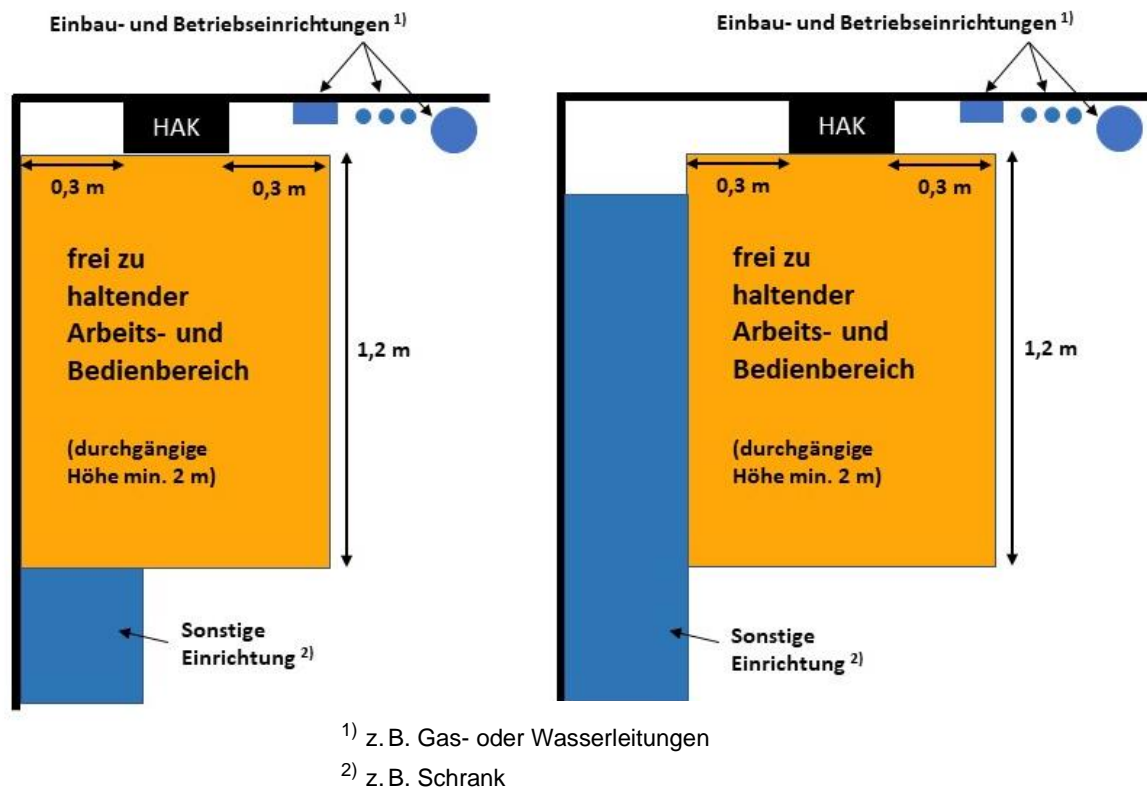 Einbau- und Betriebseinrichtungen 1)
HAK
0,3 m
0,3 m
frei zu
haltender
Arbeits- und
Bedienbereich
(durchgängige
Höhe min. 2 m)
1,2 m
Sonstige
Einrichtung 2)
Einbau- und Betriebseinrichtungen 1)
HAK
0,3 m
0,3 m
frei zu
haltender
Arbeits- und
Bedienbereich
(durchgängige
Höhe min. 2 m)
1,2 m
Sonstige
Einrichtung 2)
1) z. B. Gas- oder Wasserleitungen
2) z. B. Schrank